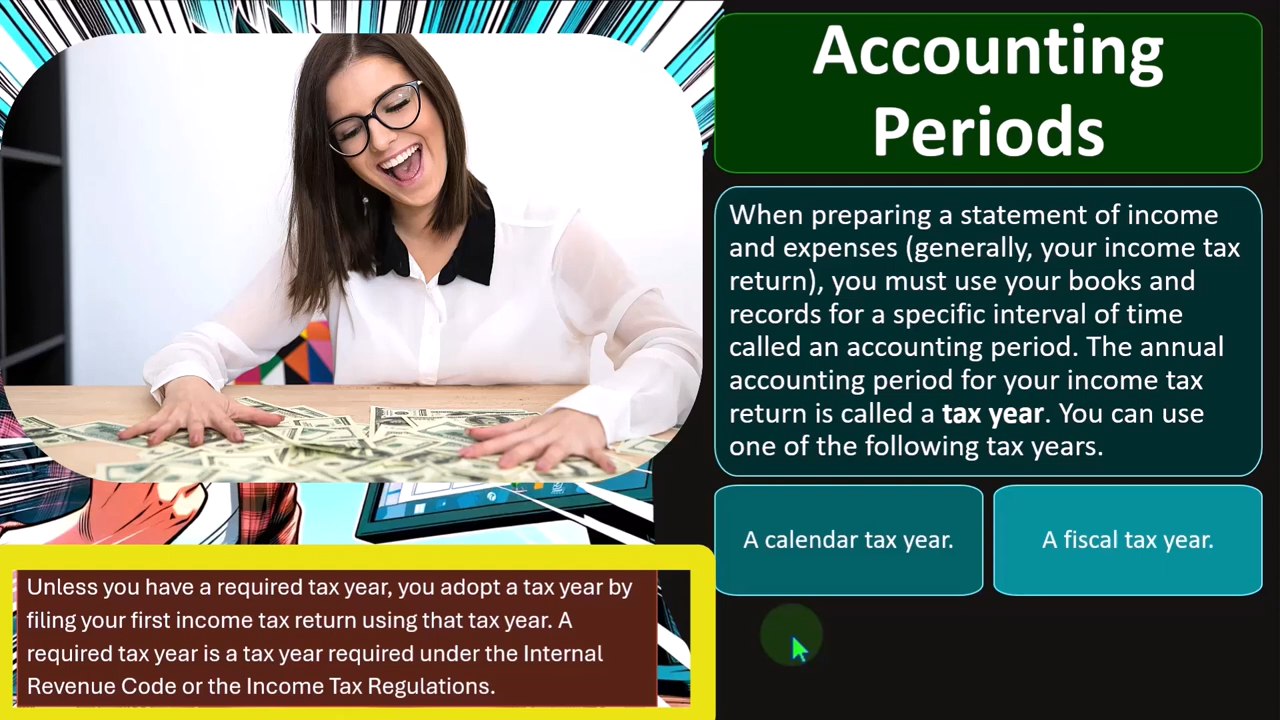 Accounting
Periods
When preparing a statement of income
and expenses (generally, your income tax
return), you must use your books and
records for a specific interval of time
called an accounting period. The annual
accounting period for your income tax
return is called a tax year. You can use
one of the following tax years.
A calendar tax year.
A fiscal tax year.
Unless you have a required tax year, you adopt a tax year by
filing your first income tax return using that tax year. A
required tax year is a tax year required under the Internal
Revenue Code or the Income Tax Regulations.